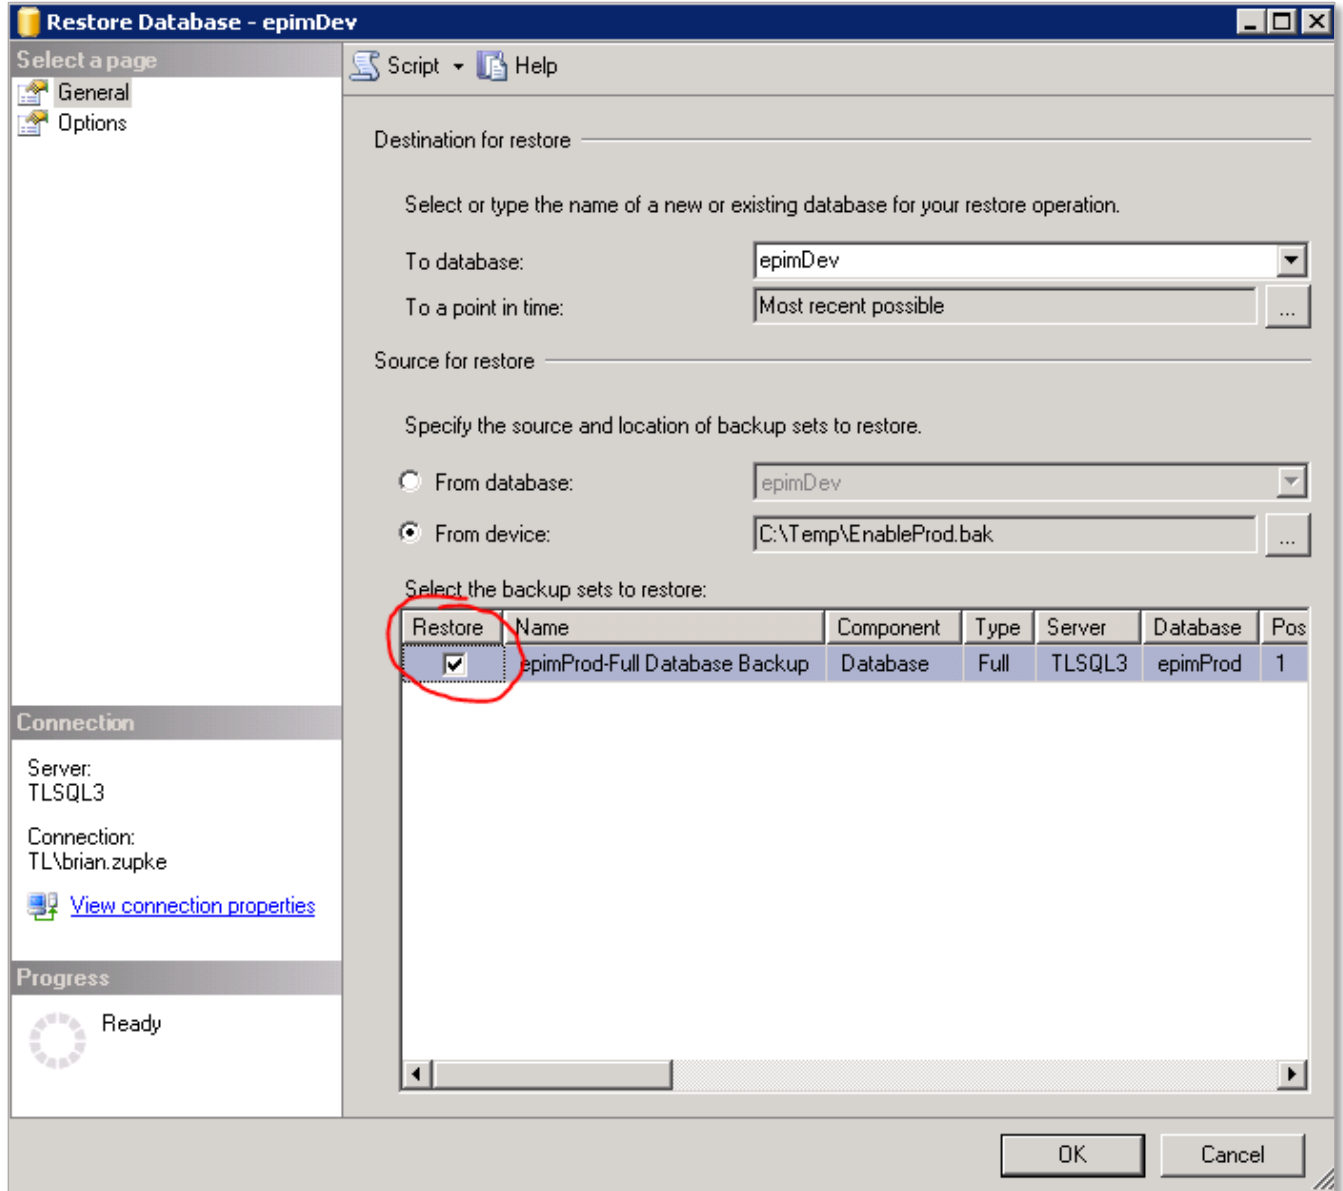 Restore Database - epimDev
Select a page
General
Options
Script
Help
Destination for restore
Select or type the name of a new or existing database for your restore operation.
To database:
epimDev
To a point in time:
Most recent possible
...
Source for restore
Specify the source and location of backup sets to restore.
From database:
epimDev
From device:
C:\Temp\EnableProd.bak
...
Select the backup sets to restore:
Restore Name Component Type Server Database Pos
epimProd-Full Database Backup Database Full TLSQL3 epimProd 1
Connection
Server:
TLSQL3
Connection:
TL\brian.zupke
View connection properties
Progress
Ready
OK Cancel